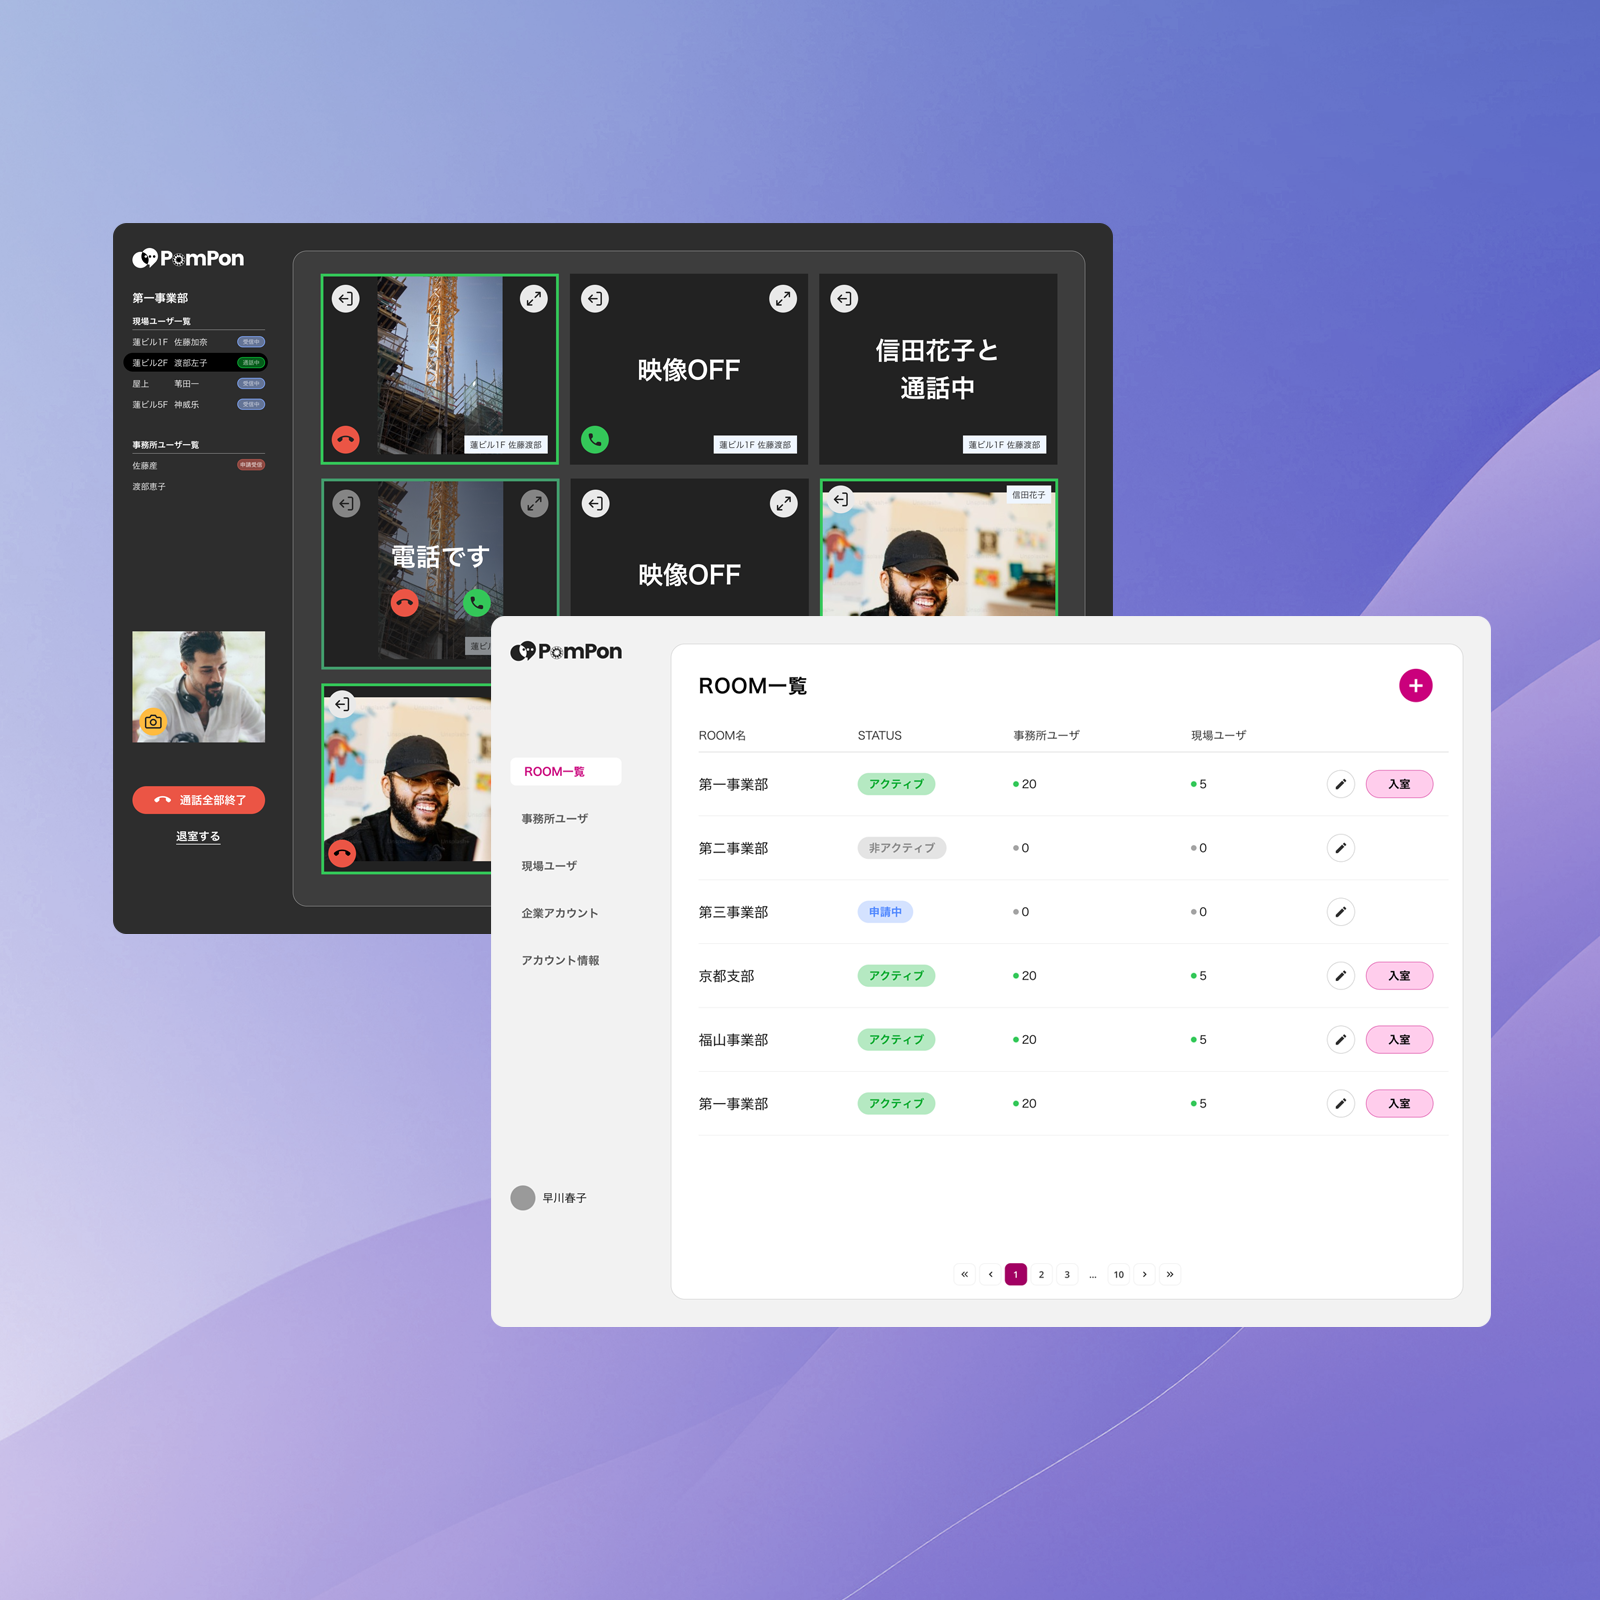 PomPon
第一事業部
現場ユーザ一覧
蓮ビル1F 佐藤加奈 受信中
蓮ビル2F 渡部左子 通話中
屋上 苇田一 受信中
蓮ビル5F 神威乐 受信中
事務所ユーザ一覧
佐藤産 申請受信
渡部恵子
通話全部終了
退室する
蓮ビル1F 佐藤渡部
映像OFF
蓮ビル1F 佐藤渡部
信田花子と
通話中
蓮ビル1F 佐藤渡部
電話です
蓮ビ
映像OFF
信田花子
PomPon
ROOM一覧
事務所ユーザ
現場ユーザ
企業アカウント
アカウント情報
早川春子
ROOM一覧
ROOM名 STATUS 事務所ユーザ 現場ユーザ
第一事業部 アクティブ 20 5 入室
第二事業部 非アクティブ 0 0
第三事業部 申請中 0 0
京都支部 アクティブ 20 5 入室
福山事業部 アクティブ 20 5 入室
第一事業部 アクティブ 20 5 入室
« ‹ 1 2 3 ... 10 › »